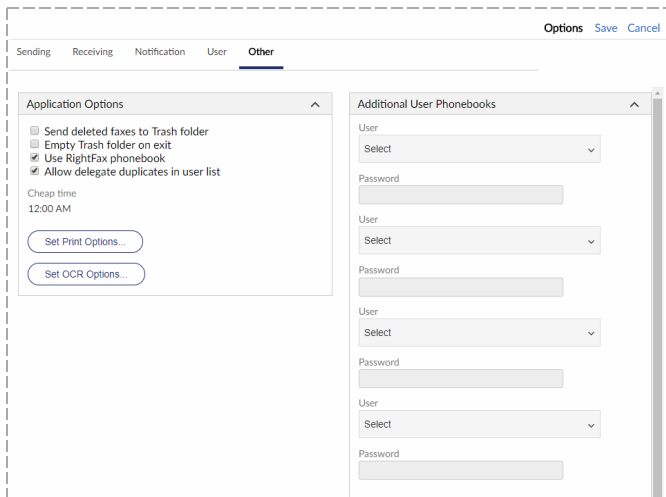 Options Save Cancel
Sending Receiving Notification User Other
Application Options
Send deleted faxes to Trash folder
Empty Trash folder on exit
Use RightFax phonebook
Allow delegate duplicates in user list
Cheap time
12:00 AM
Set Print Options...
Set OCR Options...
Additional User Phonebooks
User
Select
Password
User
Select
Password
User
Select
Password
User
Select
Password